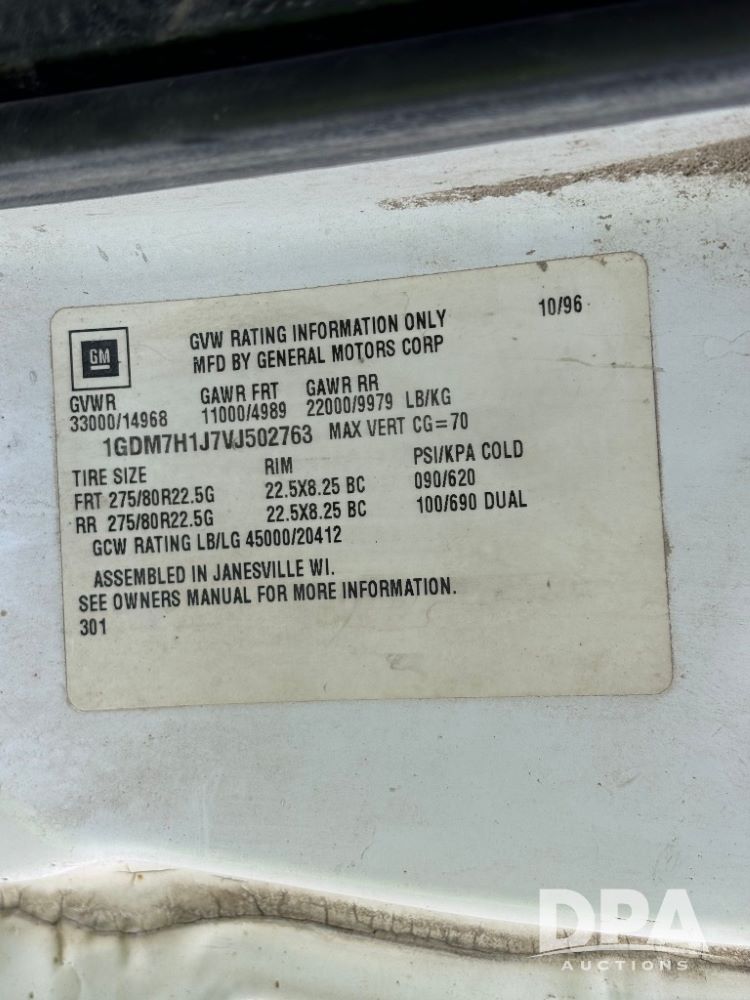 GM
GVW RATING INFORMATION ONLY 10/96
MFD BY GENERAL MOTORS CORP
GVWR GAWR FRT GAWR RR
33000/14968 11000/4989 22000/9979 LB/KG
1GDM7H1J7VJ502763 MAX VERT CG=70
TIRE SIZE RIM PSI/KPA COLD
FRT 275/80R22.5G 22.5X8.25 BC 090/620
RR 275/80R22.5G 22.5X8.25 BC 100/690 DUAL
GCW RATING LB/LG 45000/20412
ASSEMBLED IN JANESVILLE WI.
SEE OWNERS MANUAL FOR MORE INFORMATION.
301
DPA
AUCTIONS